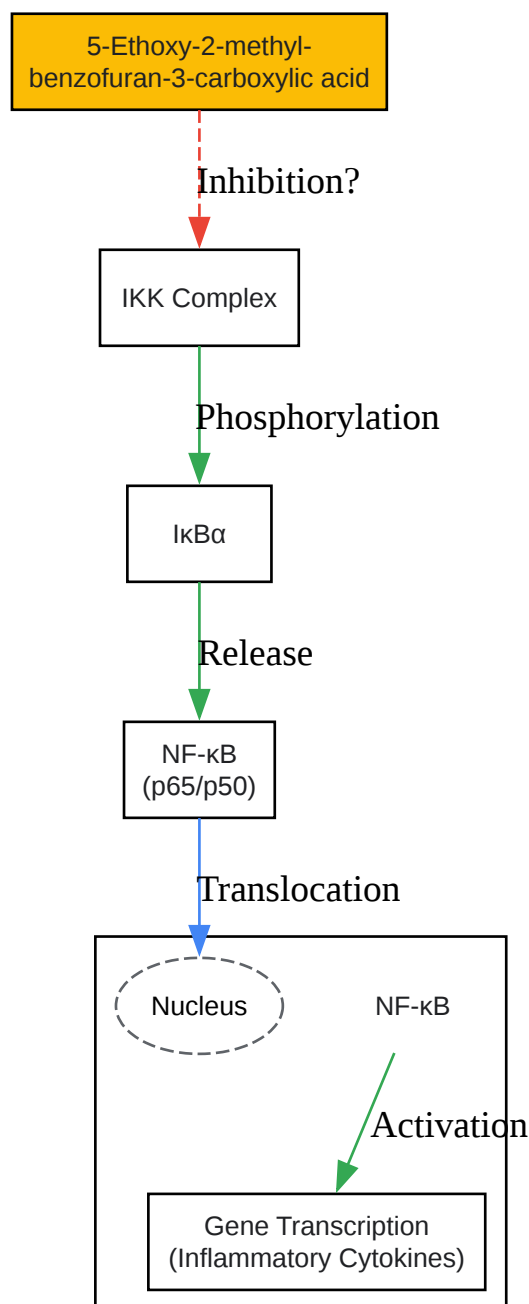 5-Ethoxy-2-methyl-
benzofuran-3-carboxylic acid
Inhibition?
IKK Complex
Phosphorylation
IκBα
Release
NF-κB
(p65/p50)
Translocation
Nucleus
NF-κB
Activation
Gene Transcription
(Inflammatory Cytokines)